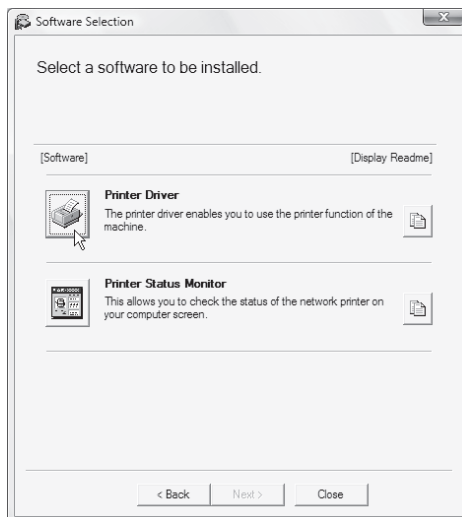 Software Selection
X
Select a software to be installed.
[Software] [Display Readme]
Printer Driver
The printer driver enables you to use the printer function of the
machine.
Printer Status Monitor
This allows you to check the status of the network printer on
your computer screen.
< Back Next > Close